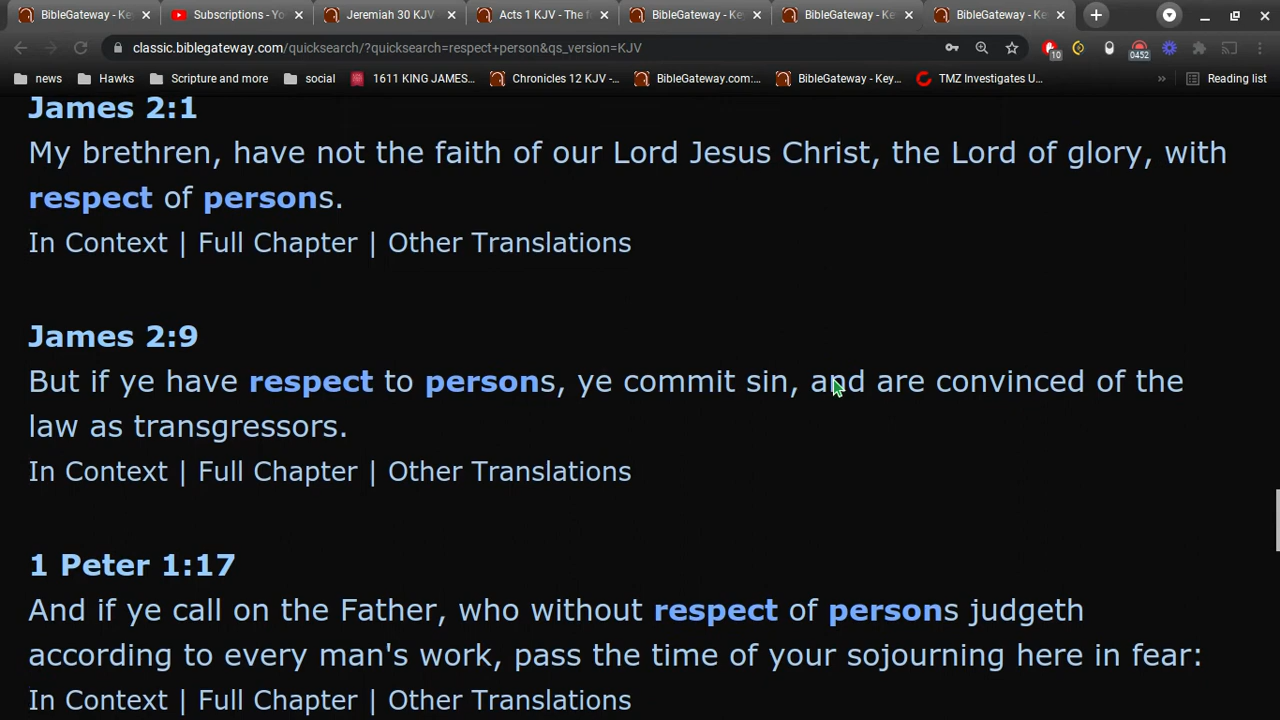 BibleGateway - Ke
Subscriptions - Yo
Jeremiah 30 KJV
Acts 1 KJV - The f
BibleGateway - Ke
BibleGateway - Ke
BibleGateway - Ke
classic.biblegateway.com/quicksearch/?quicksearch=respect+person&qs_version=KJV
10
0452
news
Hawks
Scripture and more
social
1611 KING JAMES...
Chronicles 12 KJV -...
BibleGateway.com:...
BibleGateway - Key...
TMZ Investigates U...
»
Reading list
James 2:1
My brethren, have not the faith of our Lord Jesus Christ, the Lord of glory, with
respect of persons.
In Context | Full Chapter | Other Translations
James 2:9
But if ye have respect to persons, ye commit sin, and are convinced of the
law as transgressors.
In Context | Full Chapter | Other Translations
1 Peter 1:17
And if ye call on the Father, who without respect of persons judgeth
according to every man's work, pass the time of your sojourning here in fear:
In Context | Full Chapter | Other Translations